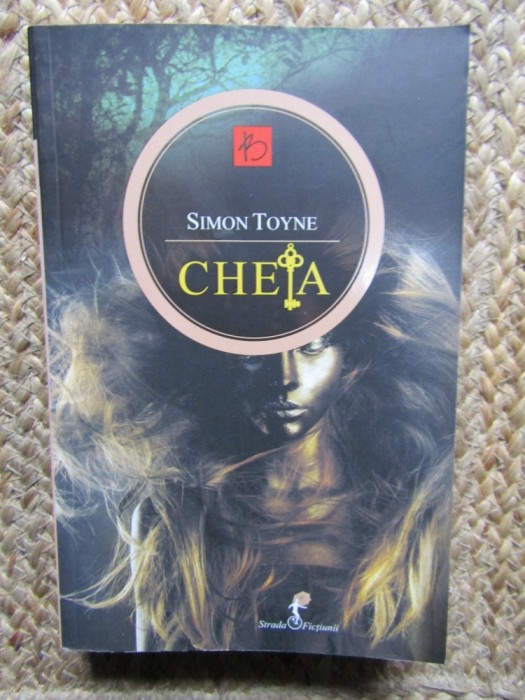 B
SIMON TOYNE
CHEIA
Strada Ficțiunii